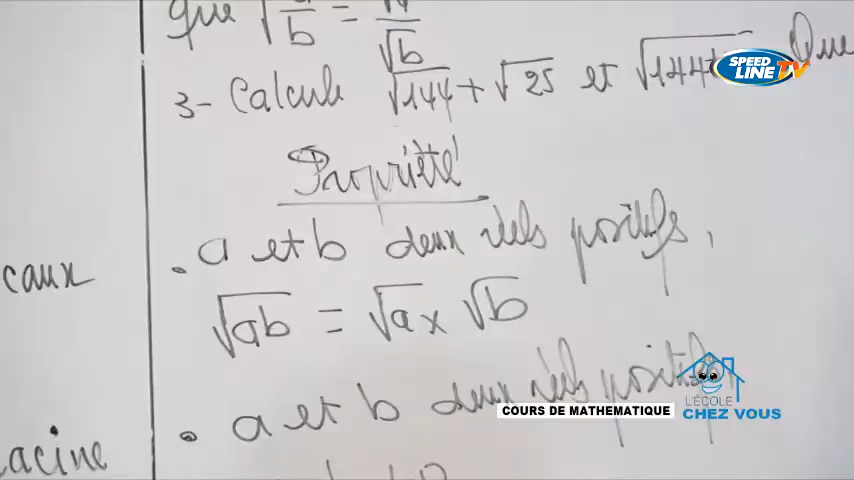 que √a/b = √a/√b
3- Calcule √144 + √25 et √144+ Que
Propriété
caux
• a et b deux réels positifs,
√ab = √a x √b
• a et b deux réels positifs
acine
SPEED LINE TV
COURS DE MATHEMATIQUE
L'ÉCOLE CHEZ VOUS